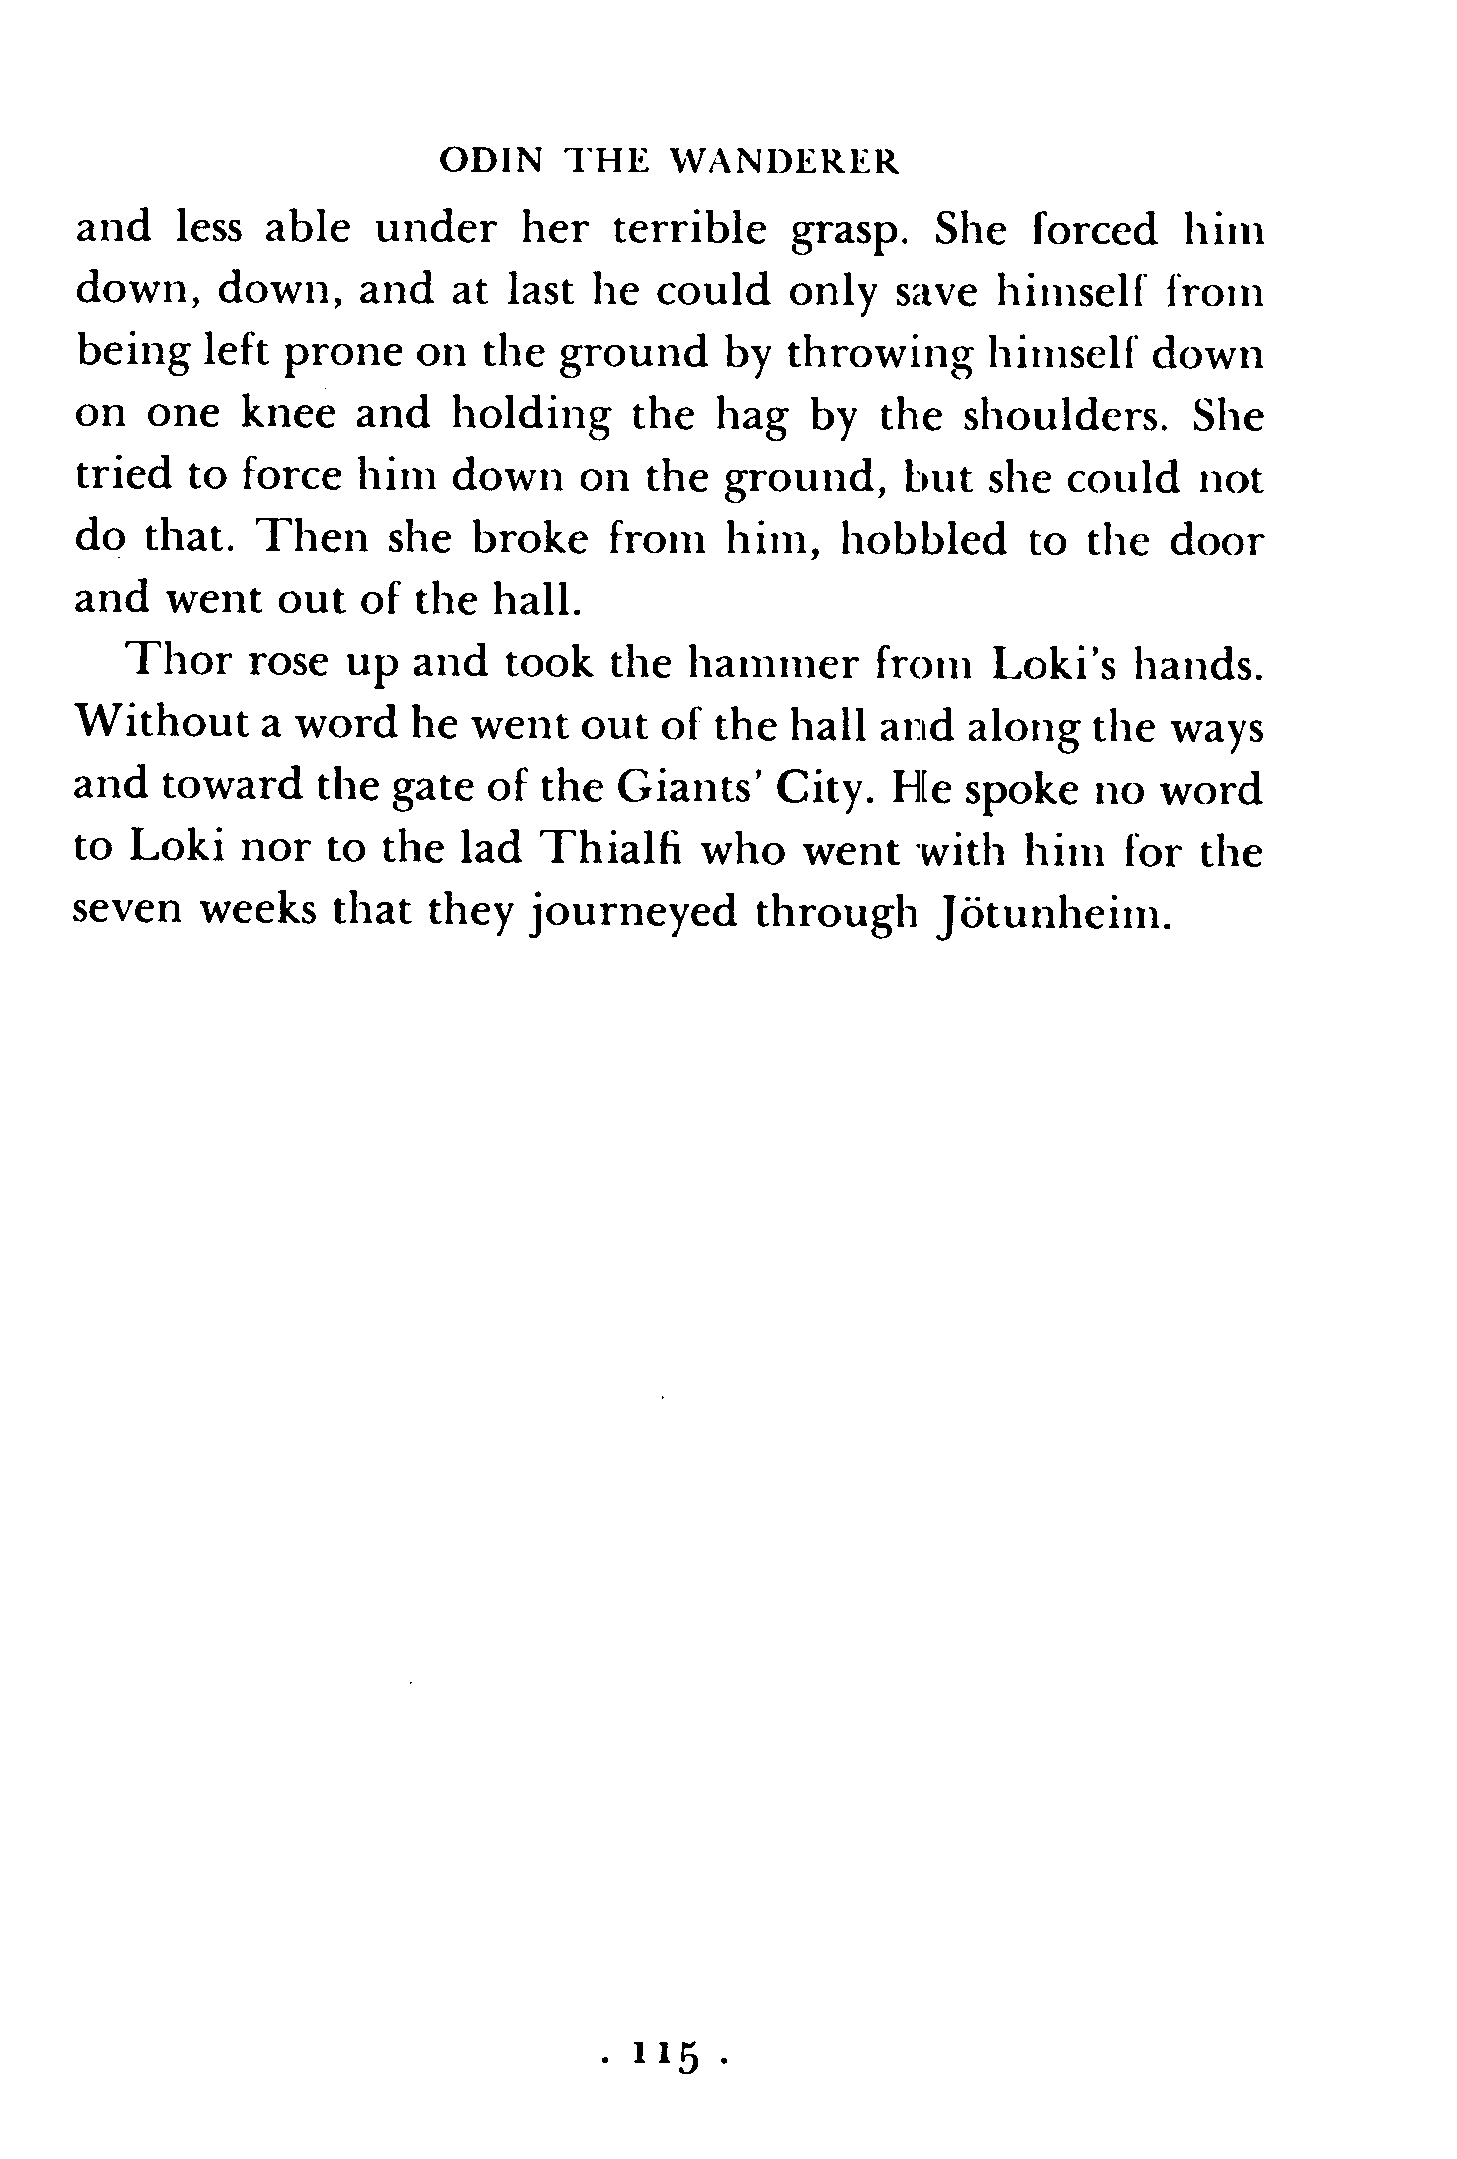 ODIN THE WANDERER
and less able under her terrible grasp. She forced him
down, down, and at last he could only save himself from
being left prone on the ground by throwing himself down
on one knee and holding the hag by the shoulders. She
tried to force him down on the ground, but she could not
do that. Then she broke from him, hobbled to the door
and went out of the hall.
Thor rose up and took the hammer from Loki's hands.
Without a word he went out of the hall and along the ways
and toward the gate of the Giants' City. He spoke no word
to Loki nor to the lad Thialfi who went with him for the
seven weeks that they journeyed through Jötunheim.
. 115 .